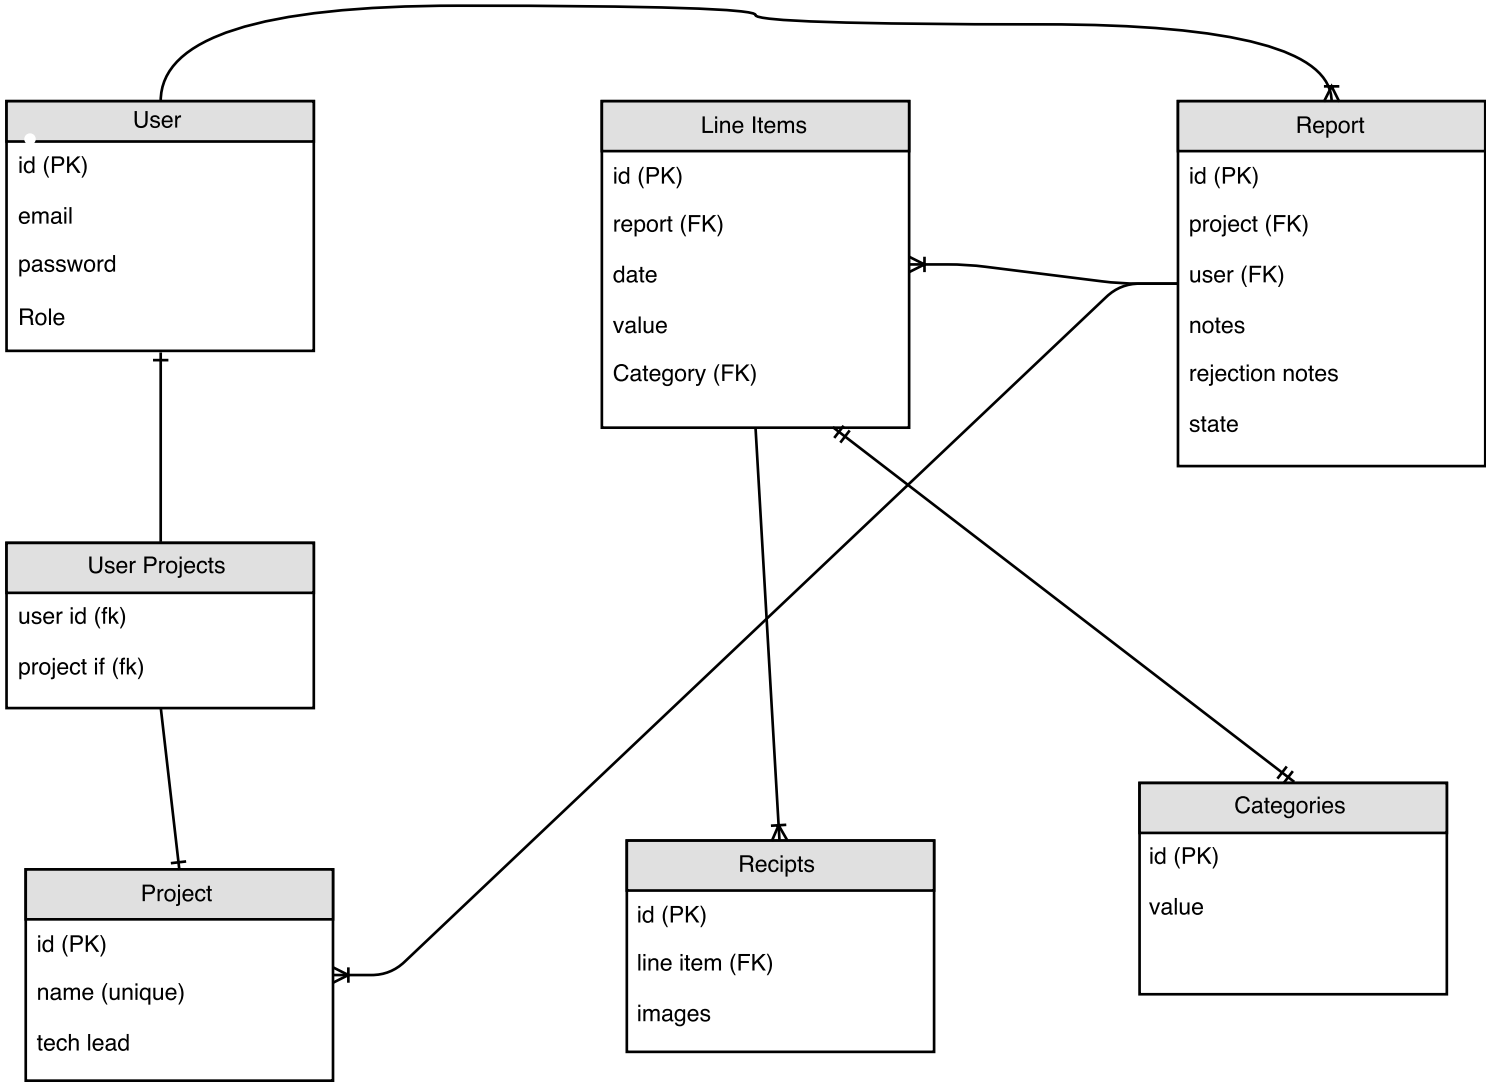 User
id (PK)
email
password
Role
Line Items
id (PK)
report (FK)
date
value
Category (FK)
Report
id (PK)
project (FK)
user (FK)
notes
rejection notes
state
User Projects
user id (fk)
project if (fk)
Project
id (PK)
name (unique)
tech lead
Recipts
id (PK)
line item (FK)
images
Categories
id (PK)
value